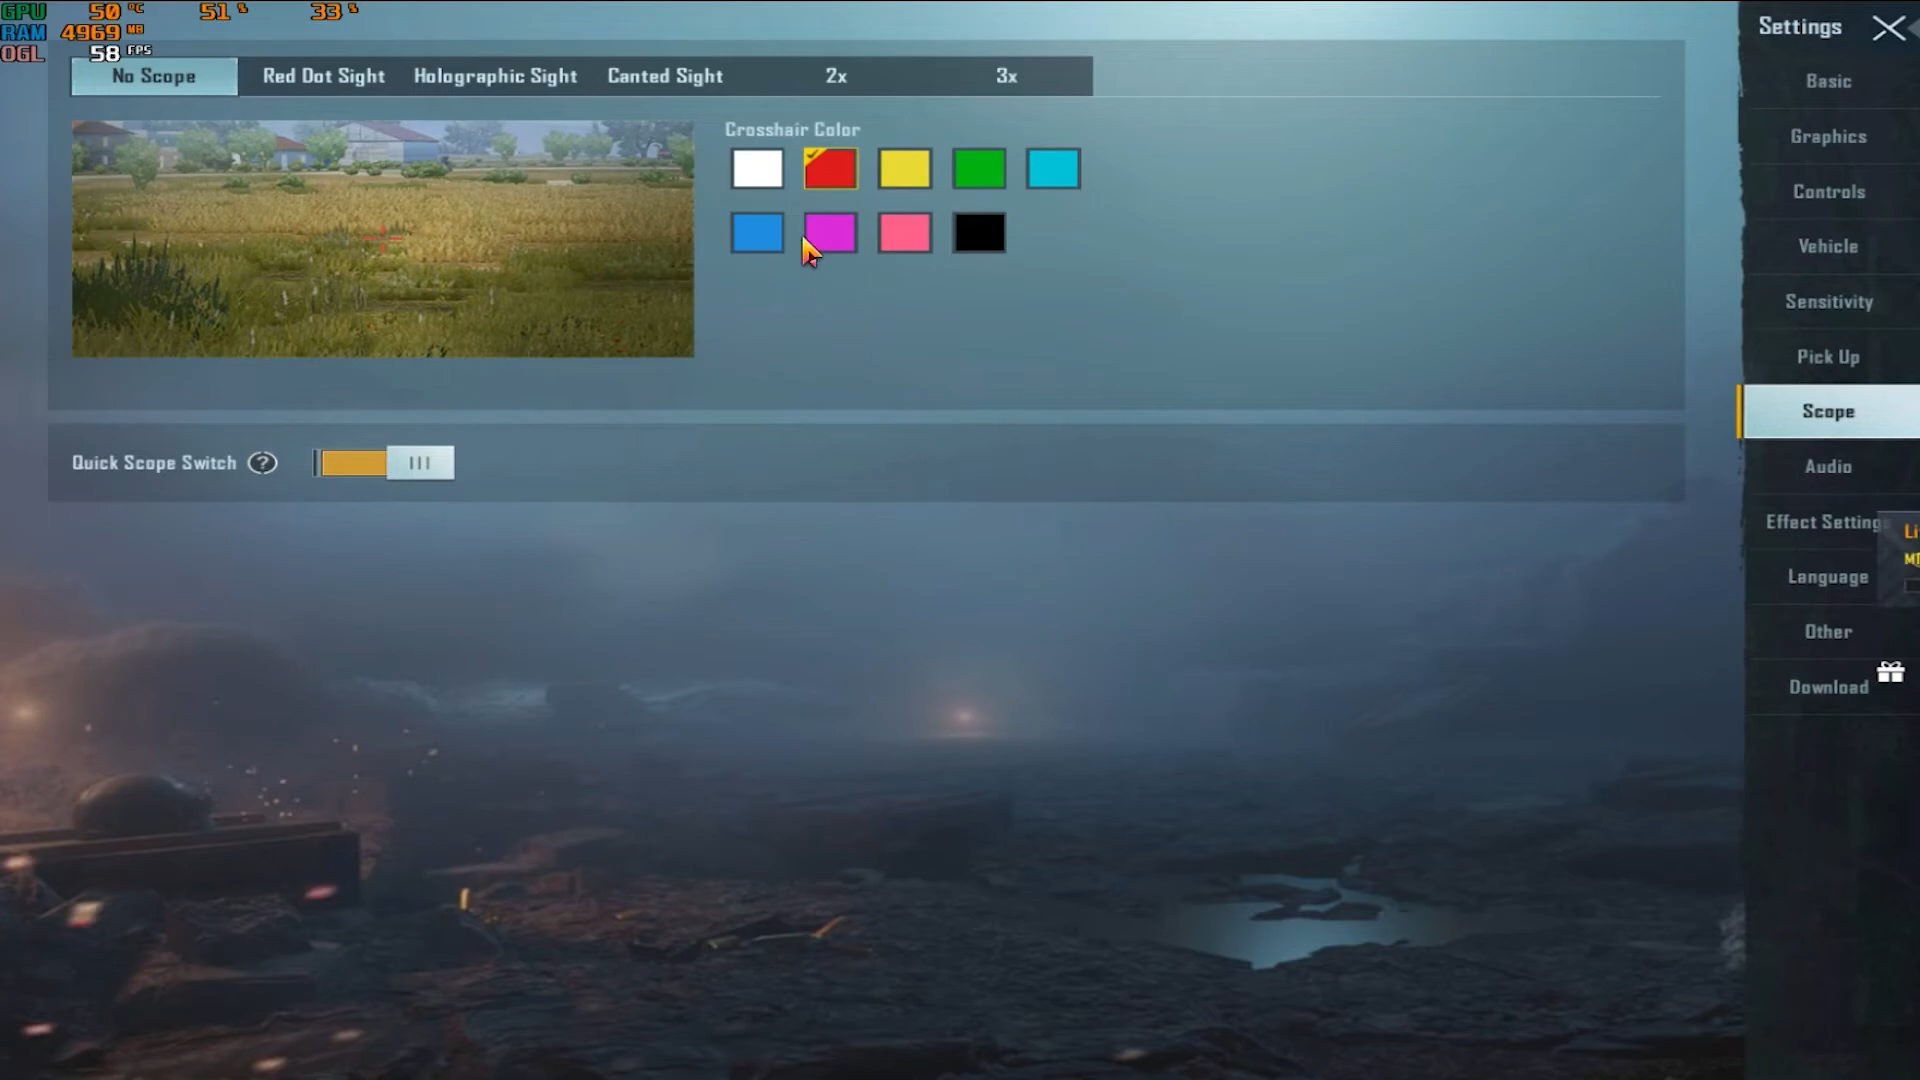 GPU 50 °C 51 % 33 %
RAM 4969 MB
OGL 58 FPS
Settings
No Scope Red Dot Sight Holographic Sight Canted Sight 2x 3x
Crosshair Color
Quick Scope Switch ?
Basic
Graphics
Controls
Vehicle
Sensitivity
Pick Up
Scope
Audio
Effect Setting
Li
Language
Other
Download